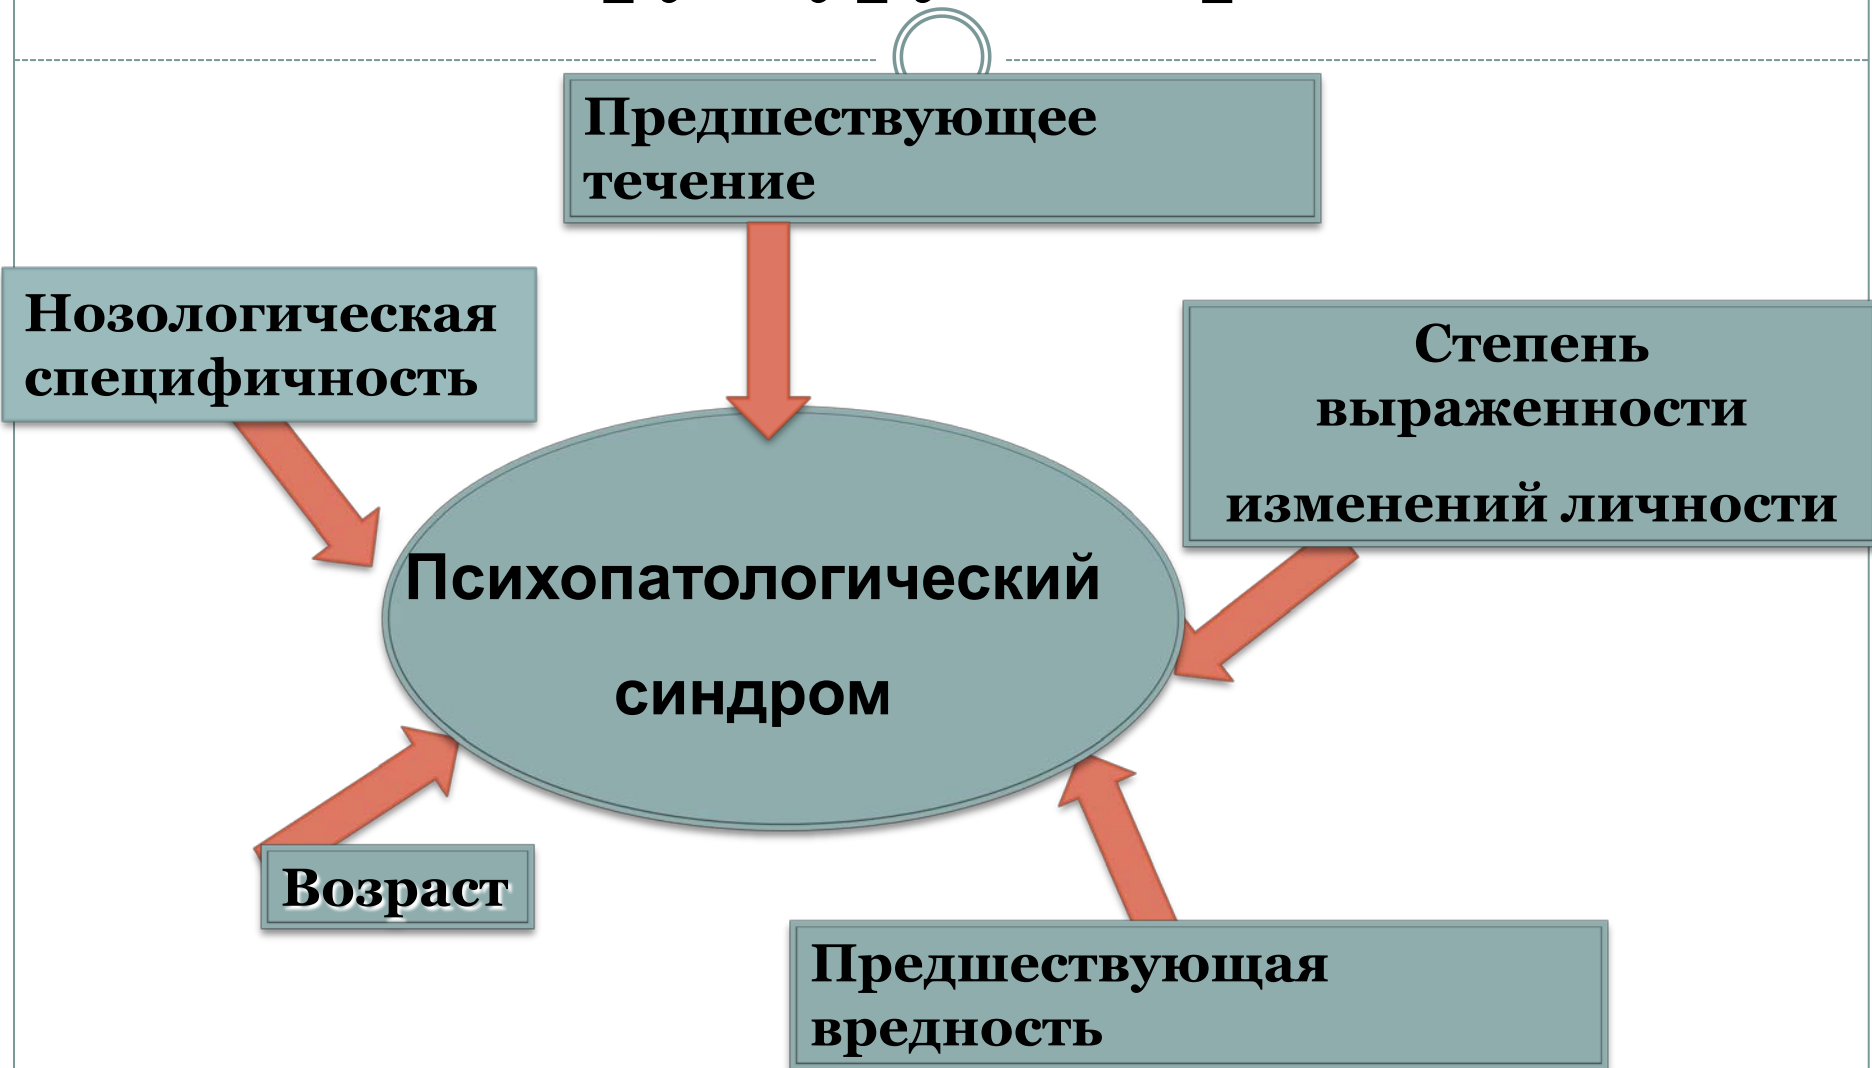 Предшествующее
течение
Нозологическая
специфичность
Степень
выраженности
изменений личности
Психопатологический
синдром
Возраст
Предшествующая
вредность